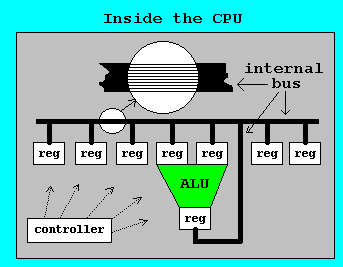 Inside the CPU
internal
bus
reg reg reg reg reg reg reg
ALU
reg
controller